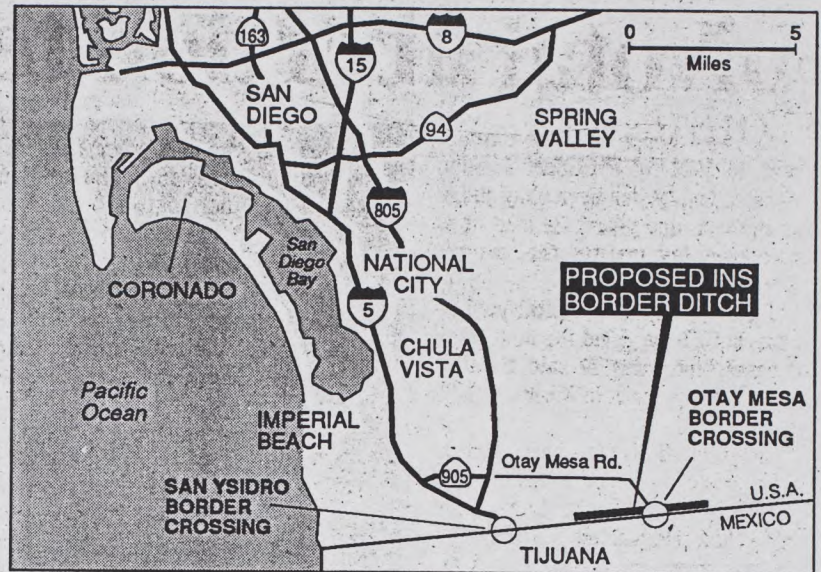 163
8
0 5
Miles
15
SAN
DIEGO
94
SPRING
VALLEY
805
San
Diego
Bay
NATIONAL
CITY
CORONADO
PROPOSED INS
BORDER DITCH
5
CHULA
VISTA
Pacific
Ocean
IMPERIAL
BEACH
OTAY MESA
BORDER
CROSSING
905
Otay Mesa Rd.
SAN YSIDRO
BORDER
CROSSING
U.S.A.
MEXICO
TIJUANA